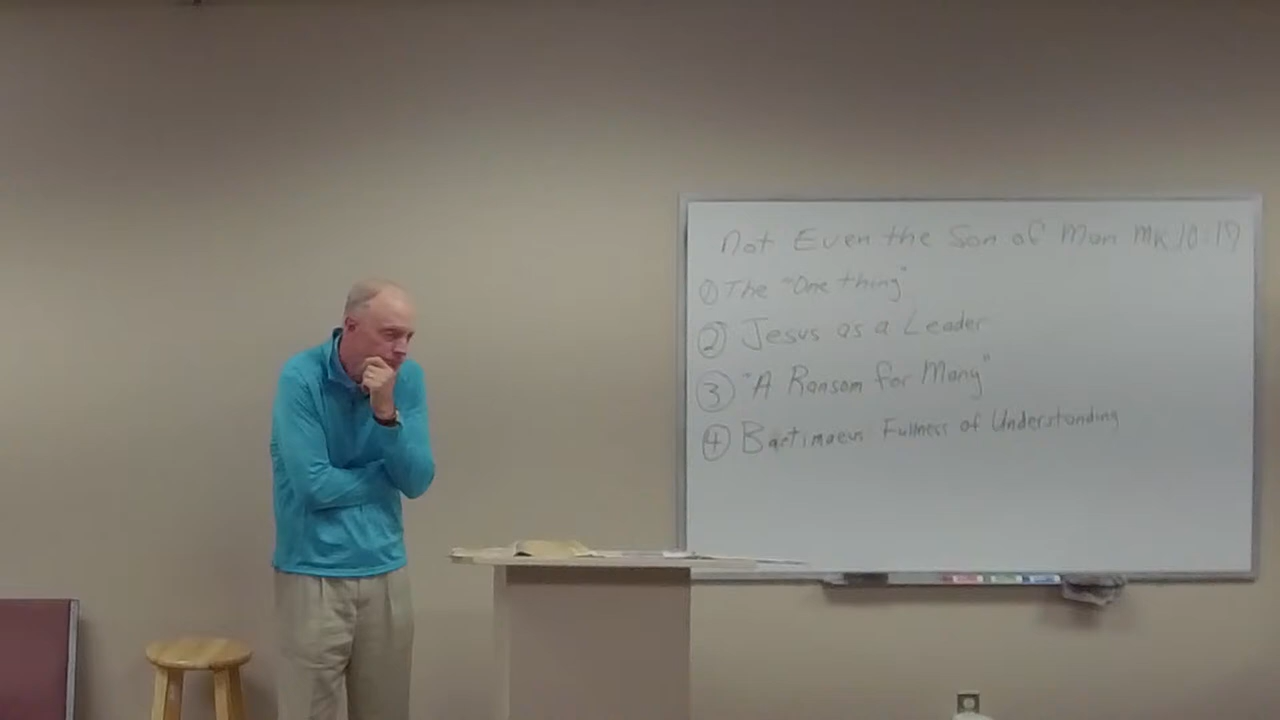 Not Even the Son of Man MK 10:17
① The "One thing"
② Jesus as a Leader
③ "A Ransom for Many"
④ Bartimaeus Fullness of Understanding